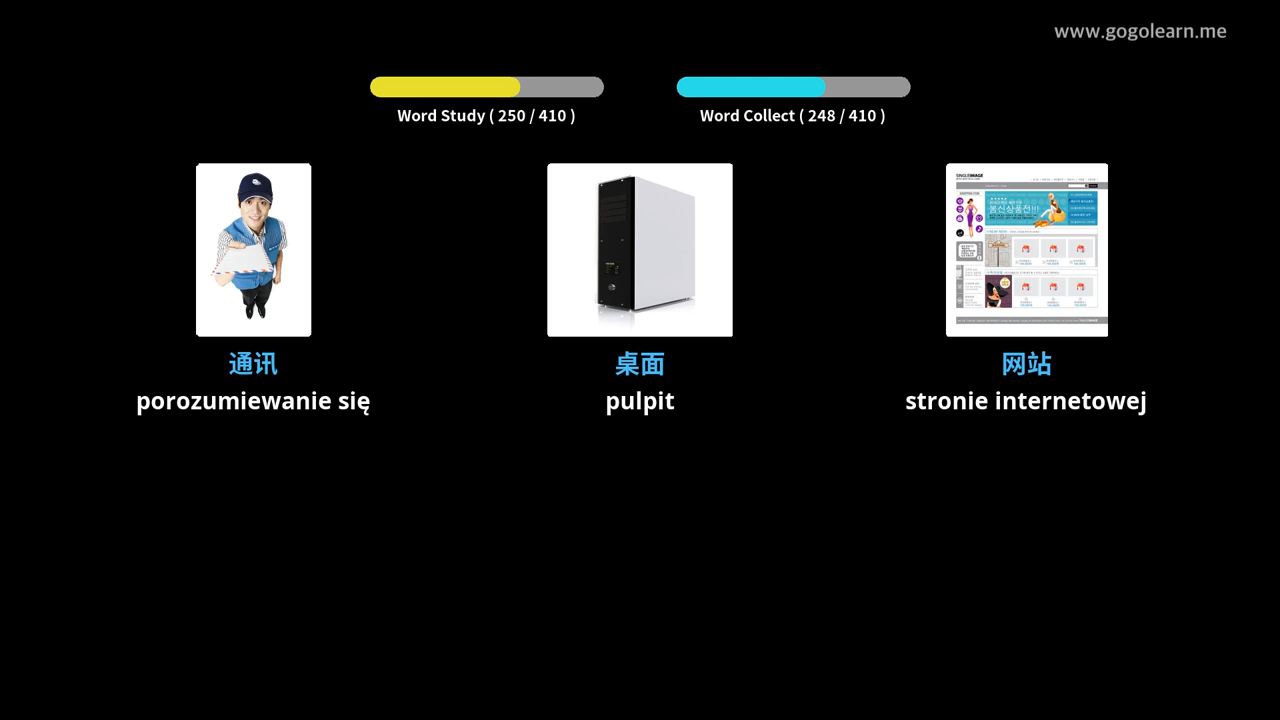 www.gogolearn.me
Word Study ( 250 / 410 )
Word Collect ( 248 / 410 )
通讯
桌面
网站
porozumiewanie się
pulpit
stronie internetowej